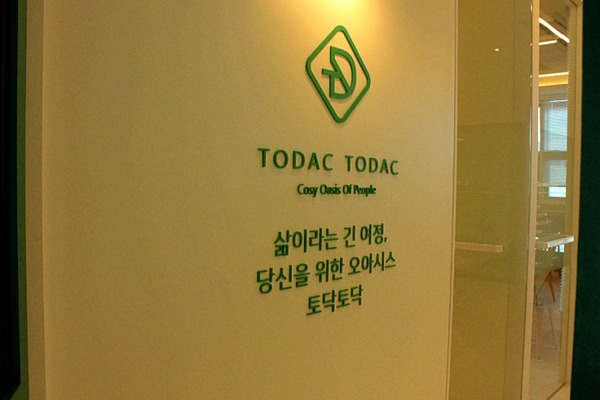 TODAC TODAC
Cosy Oasis Of People
삶이라는 긴 여정,
당신을 위한 오아시스
토닥토닥